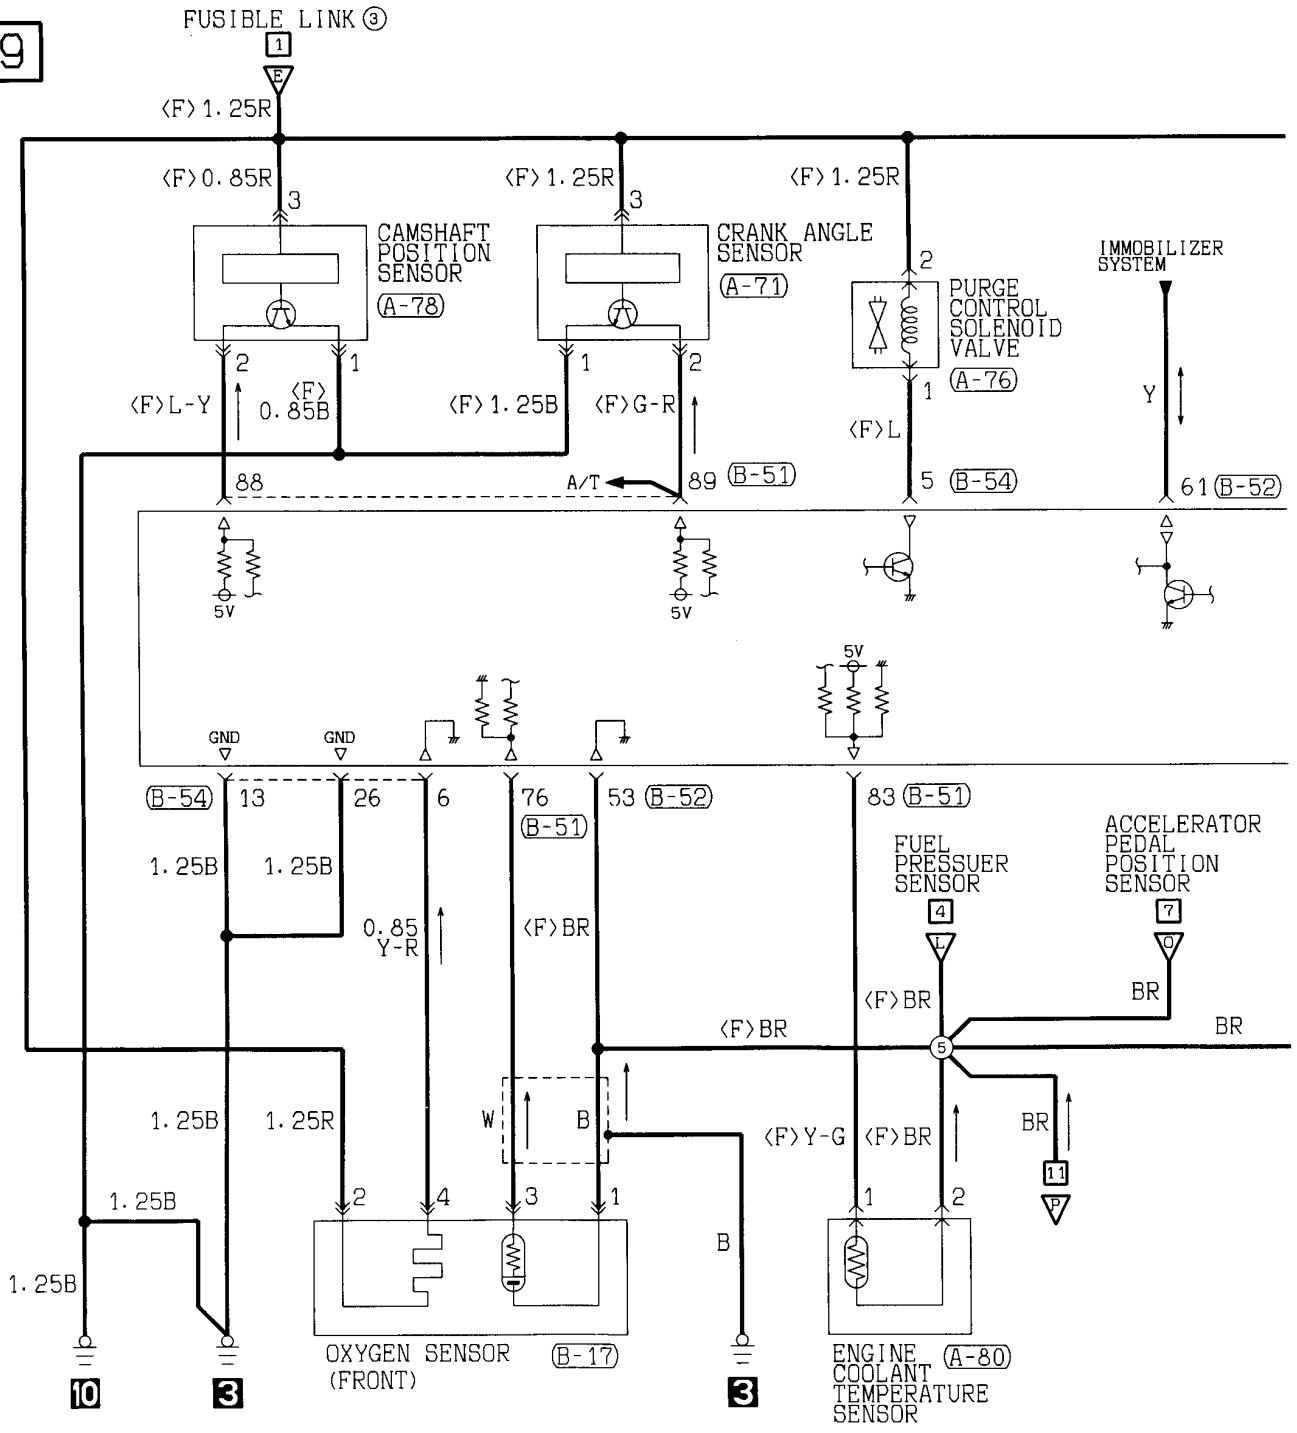 FUSIBLE LINK ③
9
1
E
〈F〉1.25R
〈F〉0.85R
3
〈F〉1.25R
3
〈F〉1.25R
CAMSHAFT
POSITION
SENSOR
A-78
CRANK ANGLE
SENSOR
A-71
2
PURGE
CONTROL
SOLENOID
VALVE
A-76
IMMOBILIZER
SYSTEM
2
1
1
2
1
〈F〉L-Y
〈F〉
0.85B
〈F〉1.25B
〈F〉G-R
〈F〉L
Y
88
A/T
89
B-51
5
B-54
61
B-52
5V
5V
5V
GND
GND
B-54
13
26
6
76
B-51
53
B-52
83
B-51
1.25B
1.25B
0.85
Y-R
〈F〉BR
FUEL
PRESSUER
SENSOR
4
L
ACCELERATOR
PEDAL
POSITION
SENSOR
7
O
〈F〉BR
BR
〈F〉BR
5
BR
1.25B
1.25R
W
B
〈F〉Y-G
〈F〉BR
BR
11
P
1.25B
2
4
3
1
1
2
B
1.25B
OXYGEN SENSOR
(FRONT)
B-17
ENGINE
COOLANT
TEMPERATURE
SENSOR
A-80
10
3
3